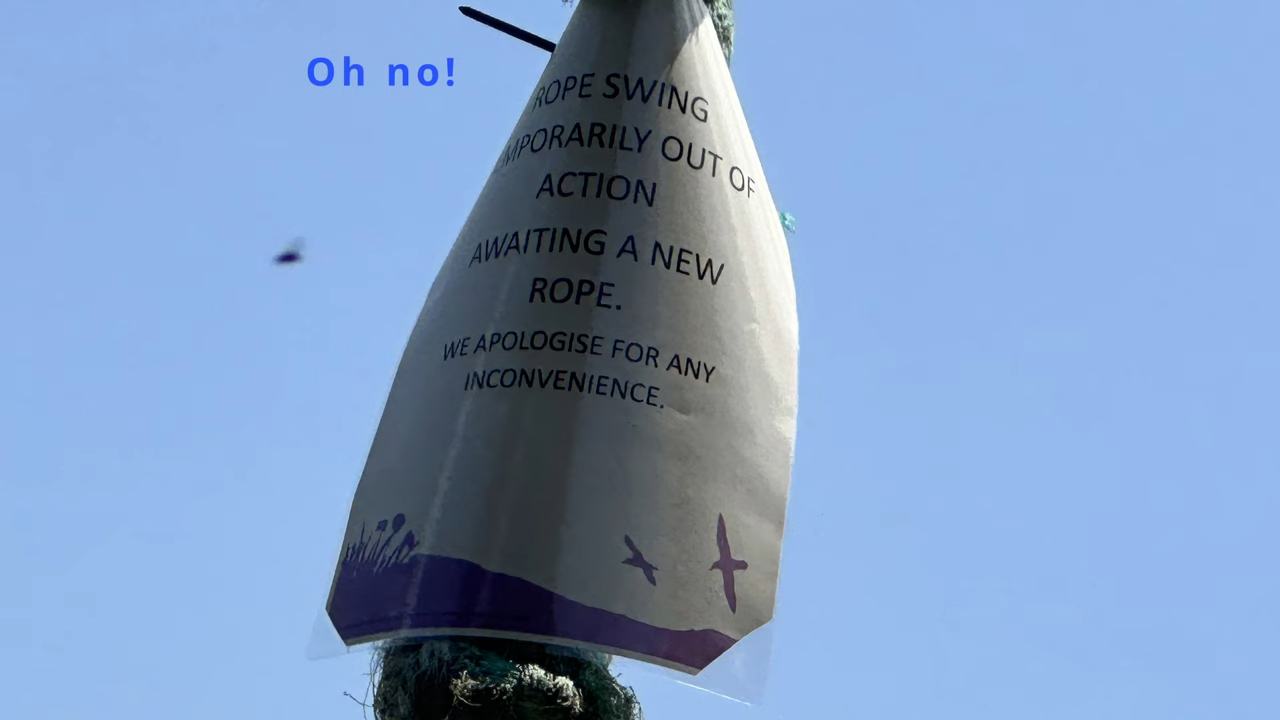 Oh no!
ROPE SWING
MPORARILY OUT OF
ACTION
AWAITING A NEW
ROPE.
WE APOLOGISE FOR ANY
INCONVENIENCE.